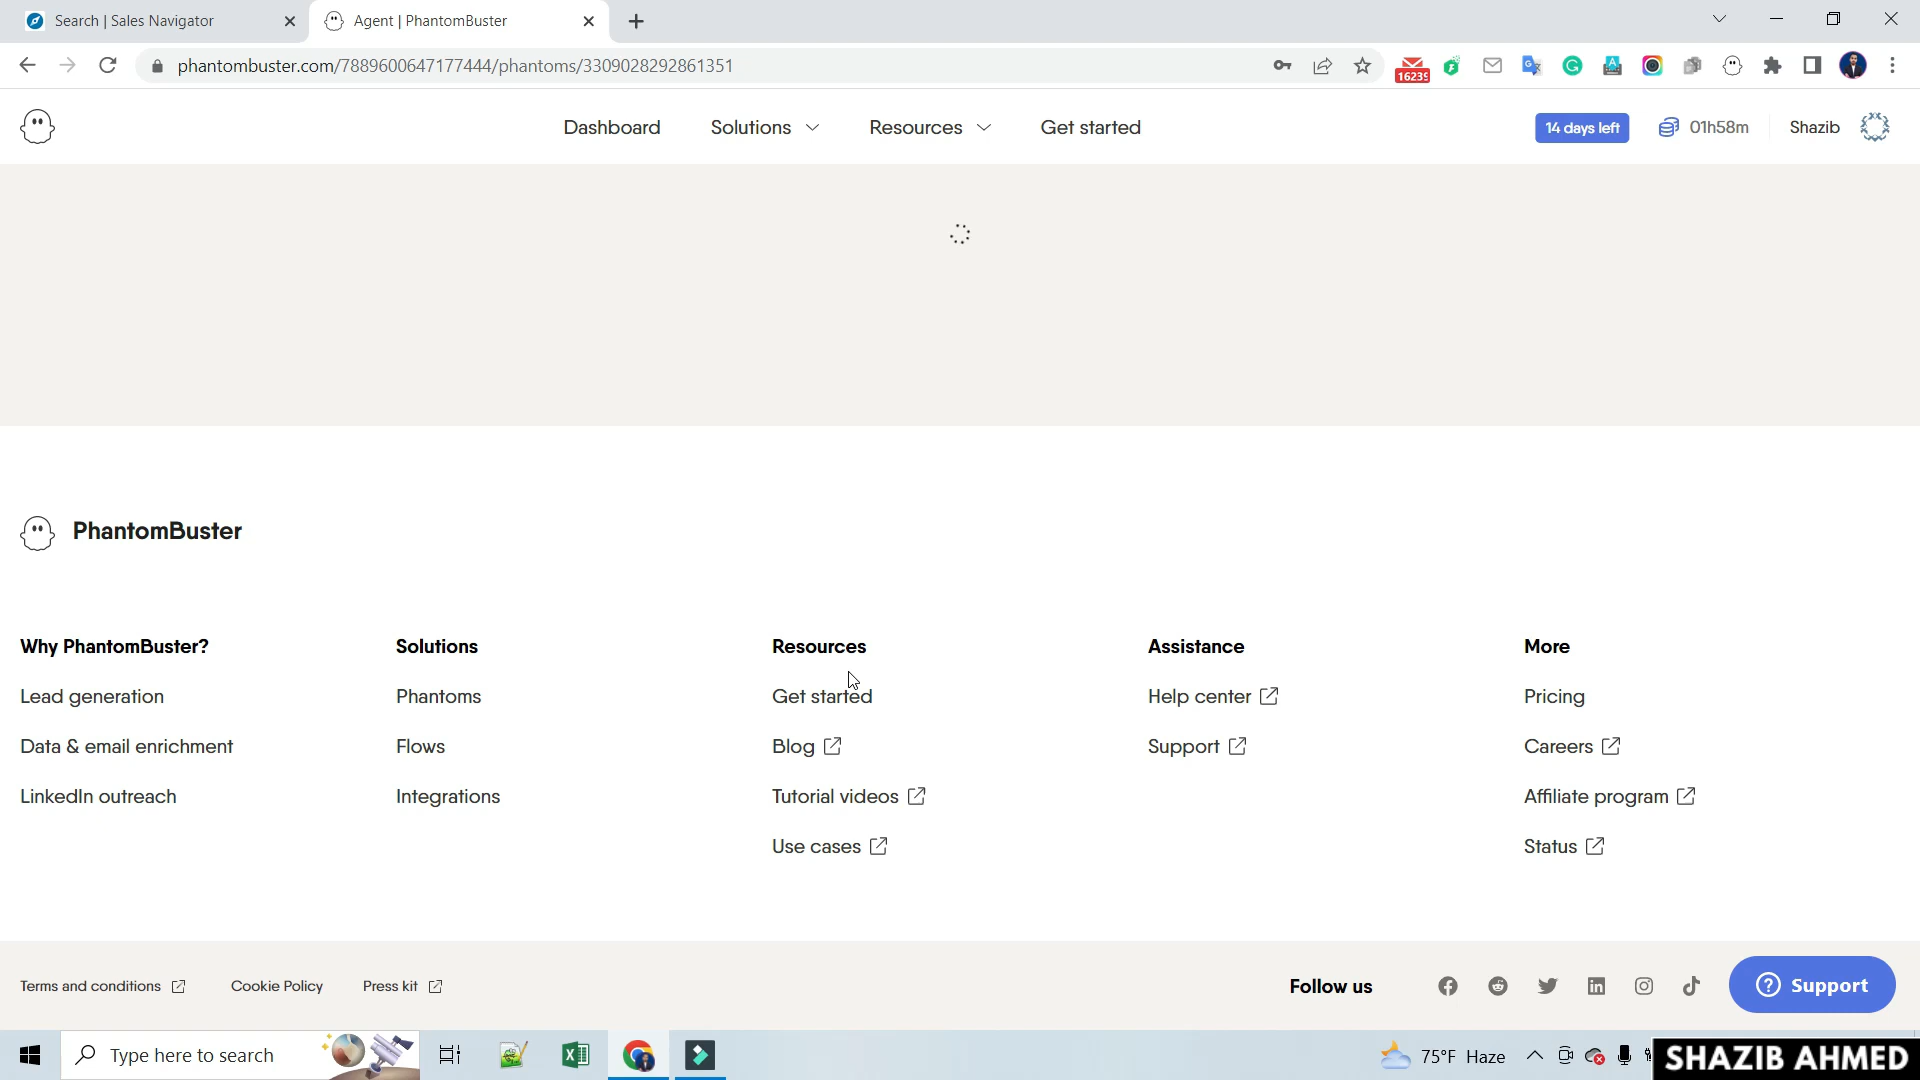 Search | Sales Navigator
Agent | PhantomBuster
phantombuster.com/7889600647177444/phantoms/3309028292861351
16239
Dashboard
Solutions
Resources
Get started
14 days left
01h58m
Shazib
PhantomBuster
Why PhantomBuster?
Lead generation
Data & email enrichment
LinkedIn outreach
Solutions
Phantoms
Flows
Integrations
Resources
Get started
Blog
Tutorial videos
Use cases
Assistance
Help center
Support
More
Pricing
Careers
Affiliate program
Status
Terms and conditions
Cookie Policy
Press kit
Follow us
Support
Type here to search
75°F Haze
SHAZIB AHMED